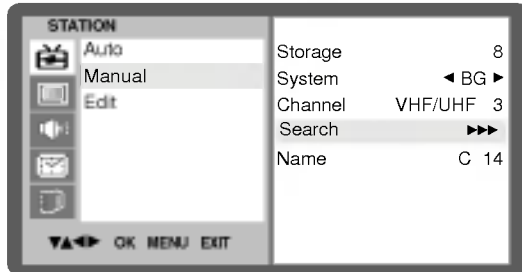 STATION
Auto
Manual
Edit
▼▲◄► OK MENU EXIT
Storage 8
System ◄ BG ►
Channel VHF/UHF 3
Search ►►►
Name C 14